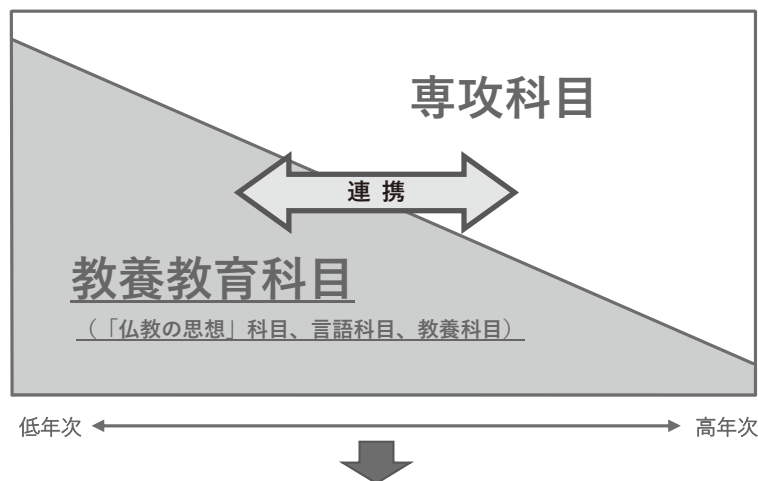 専攻科目
連携
教養教育科目
（「仏教の思想」科目、言語科目、教養科目）
低年次
高年次